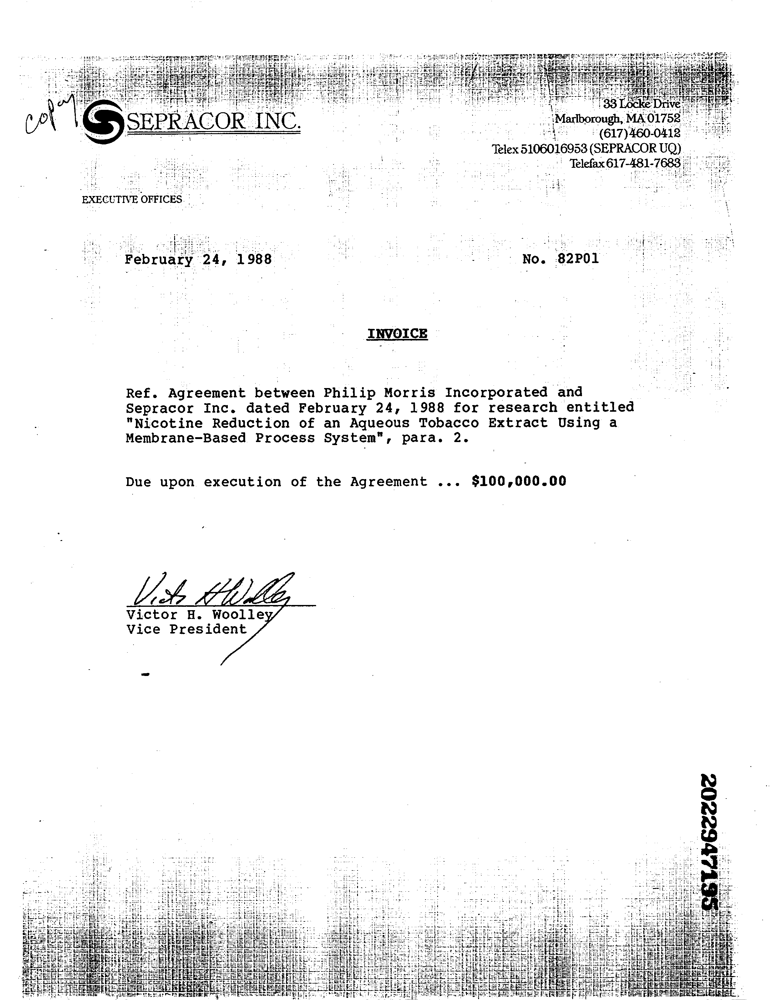 copy
SEPRACOR INC.
33 Locke Drive
Marlborough, MA 01752
(617) 460-0412
Telex 5106016953 (SEPRACOR UQ)
Telefax 617-481-7683
EXECUTIVE OFFICES
February 24, 1988
No. 82P01
INVOICE
Ref. Agreement between Philip Morris Incorporated and
Sepracor Inc. dated February 24, 1988 for research entitled
"Nicotine Reduction of an Aqueous Tobacco Extract Using a
Membrane-Based Process System", para. 2.
Due upon execution of the Agreement ... $100,000.00
Victor H. Woolley
Victor H. Woolley
Vice President
2022947195